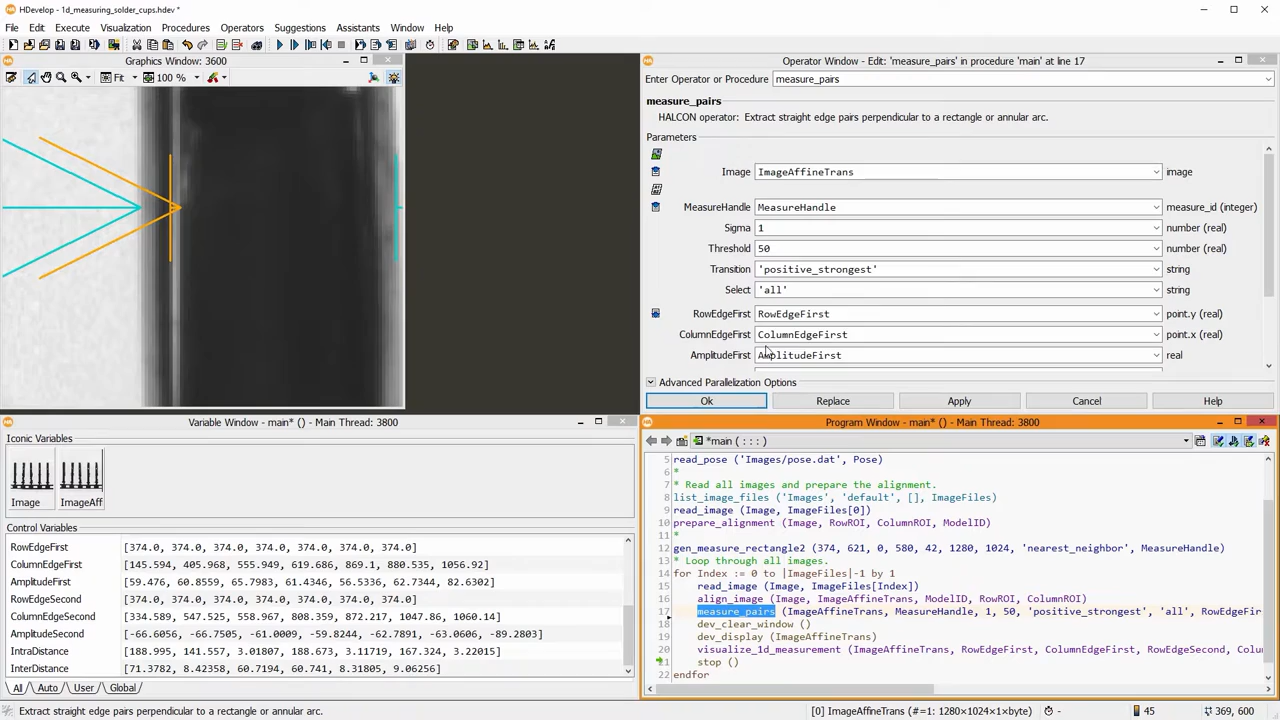 HDevelop - 1d_measuring_solder_cups.hdev *
File Edit Execute Visualization Procedures Operators Suggestions Assistants Window Help
Fit 100 %
Graphics Window: 3600
Operator Window - Edit: 'measure_pairs' in procedure 'main' at line 17
Enter Operator or Procedure measure_pairs
measure_pairs
HALCON operator: Extract straight edge pairs perpendicular to a rectangle or annular arc.
Parameters
Image ImageAffineTrans image
MeasureHandle MeasureHandle measure_id (integer)
Sigma 1 number (real)
Threshold 50 number (real)
Transition 'positive_strongest' string
Select 'all' string
RowEdgeFirst RowEdgeFirst point.y (real)
ColumnEdgeFirst ColumnEdgeFirst point.x (real)
AmplitudeFirst AmplitudeFirst real
Advanced Parallelization Options
Ok Replace Apply Cancel Help
Variable Window - main* () - Main Thread: 3800
Iconic Variables
Image ImageAff
Control Variables
RowEdgeFirst [374.0, 374.0, 374.0, 374.0, 374.0, 374.0, 374.0]
ColumnEdgeFirst [145.594, 405.968, 555.949, 619.686, 869.1, 880.535, 1056.92]
AmplitudeFirst [59.476, 60.8559, 65.7983, 61.4346, 56.5336, 62.7344, 82.6302]
RowEdgeSecond [374.0, 374.0, 374.0, 374.0, 374.0, 374.0, 374.0]
ColumnEdgeSecond [334.589, 547.525, 558.967, 808.359, 872.217, 1047.86, 1060.14]
AmplitudeSecond [-66.6056, -66.7505, -61.0009, -59.8244, -62.7891, -63.0606, -89.2803]
IntraDistance [188.995, 141.557, 3.01807, 188.673, 3.11719, 167.324, 3.22015]
InterDistance [71.3782, 8.42358, 60.7194, 60.741, 8.31805, 9.06256]
All Auto User Global
Program Window - main* () - Main Thread: 3800
*main ( : : : )
5 read_pose ('Images/pose.dat', Pose)
6 *
7 * Read all images and prepare the alignment.
8 list_image_files ('Images', 'default', [], ImageFiles)
9 read_image (Image, ImageFiles[0])
10 prepare_alignment (Image, RowROI, ColumnROI, ModelID)
11 *
12 gen_measure_rectangle2 (374, 621, 0, 580, 42, 1280, 1024, 'nearest_neighbor', MeasureHandle)
13 * Loop through all images.
14 for Index := 0 to |ImageFiles|-1 by 1
15 read_image (Image, ImageFiles[Index])
16 align_image (Image, ImageAffineTrans, ModelID, RowROI, ColumnROI)
17 measure_pairs (ImageAffineTrans, MeasureHandle, 1, 50, 'positive_strongest', 'all', RowEdgeFir
18 dev_clear_window ()
19 dev_display (ImageAffineTrans)
20 visualize_1d_measurement (ImageAffineTrans, RowEdgeFirst, ColumnEdgeFirst, RowEdgeSecond, Colu
21 stop ()
22 endfor
Extract straight edge pairs perpendicular to a rectangle or annular arc.
[0] ImageAffineTrans (#=1: 1280×1024×1×byte) - 45 369, 600